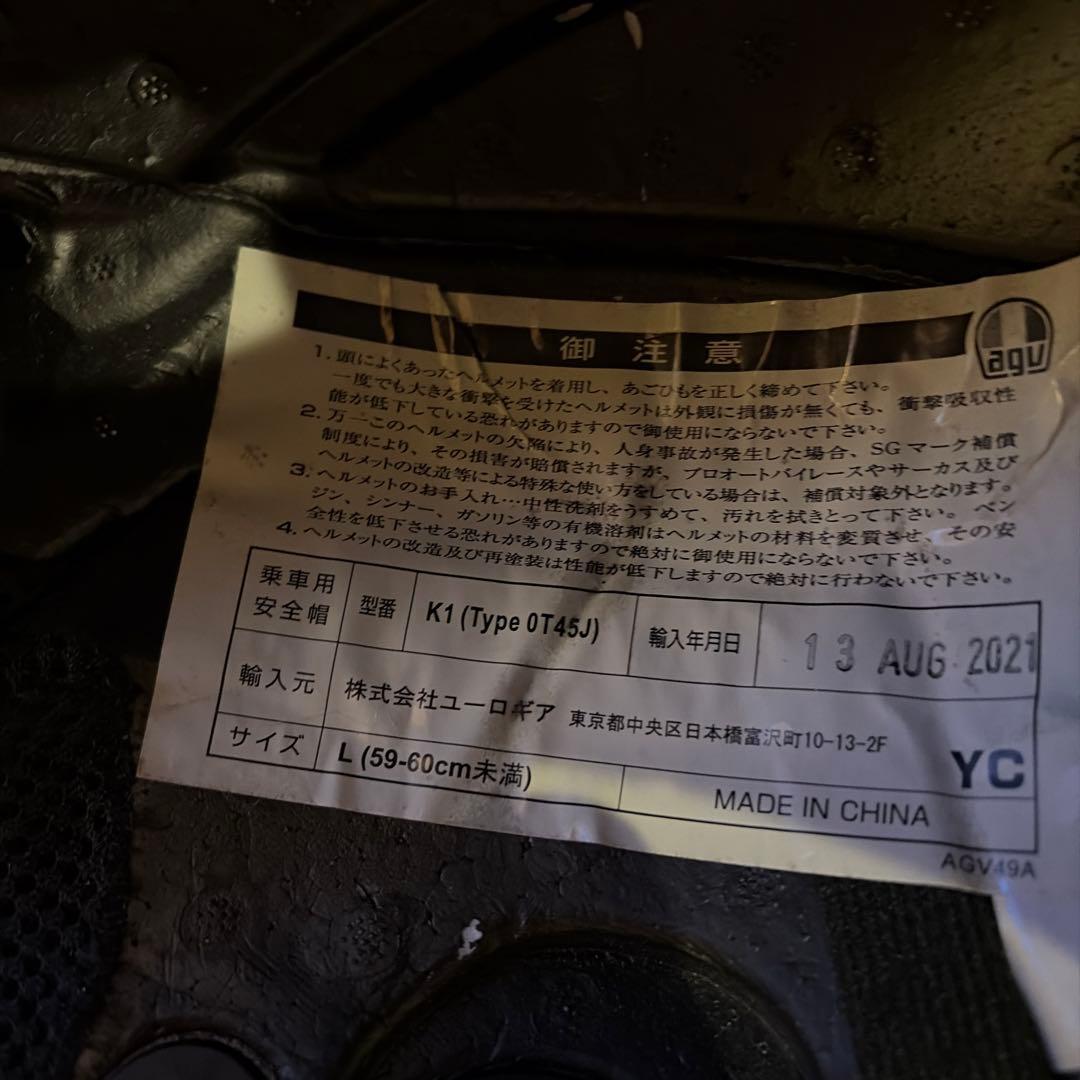 御注意
agv
1. 頭によくあったヘルメットを着用し、あごひもを正しく締めて下さい。
一度でも大きな衝撃を受けたヘルメットは外観に損傷が無くても、衝撃吸収性
能が低下している恐れがありますので御使用にならないで下さい。
2. 万一このヘルメットの欠陥により、人身事故が発生した場合、SGマーク補償
制度により、その損害が賠償されますが、プロオートバイレースやサーカス及び
ヘルメットの改造等による特殊な使い方をしている場合は、補償対象外となります。
3. ヘルメットのお手入れ…中性洗剤をうすめて、汚れを拭きとって下さい。ベン
ジン、シンナー、ガソリン等の有機溶剤はヘルメットの材料を変質させ、その安
全性を低下させる恐れがありますので絶対に御使用にならないで下さい。
4. ヘルメットの改造及び再塗装は性能が低下しますので絶対に行わないで下さい。
乗車用
安全帽 型番 K1 (Type 0T45J) 輸入年月日 13 AUG 2021
輸入元 株式会社ユーロギア 東京都中央区日本橋富沢町10-13-2F
YC
サイズ L (59-60cm未満) MADE IN CHINA
AGV49A